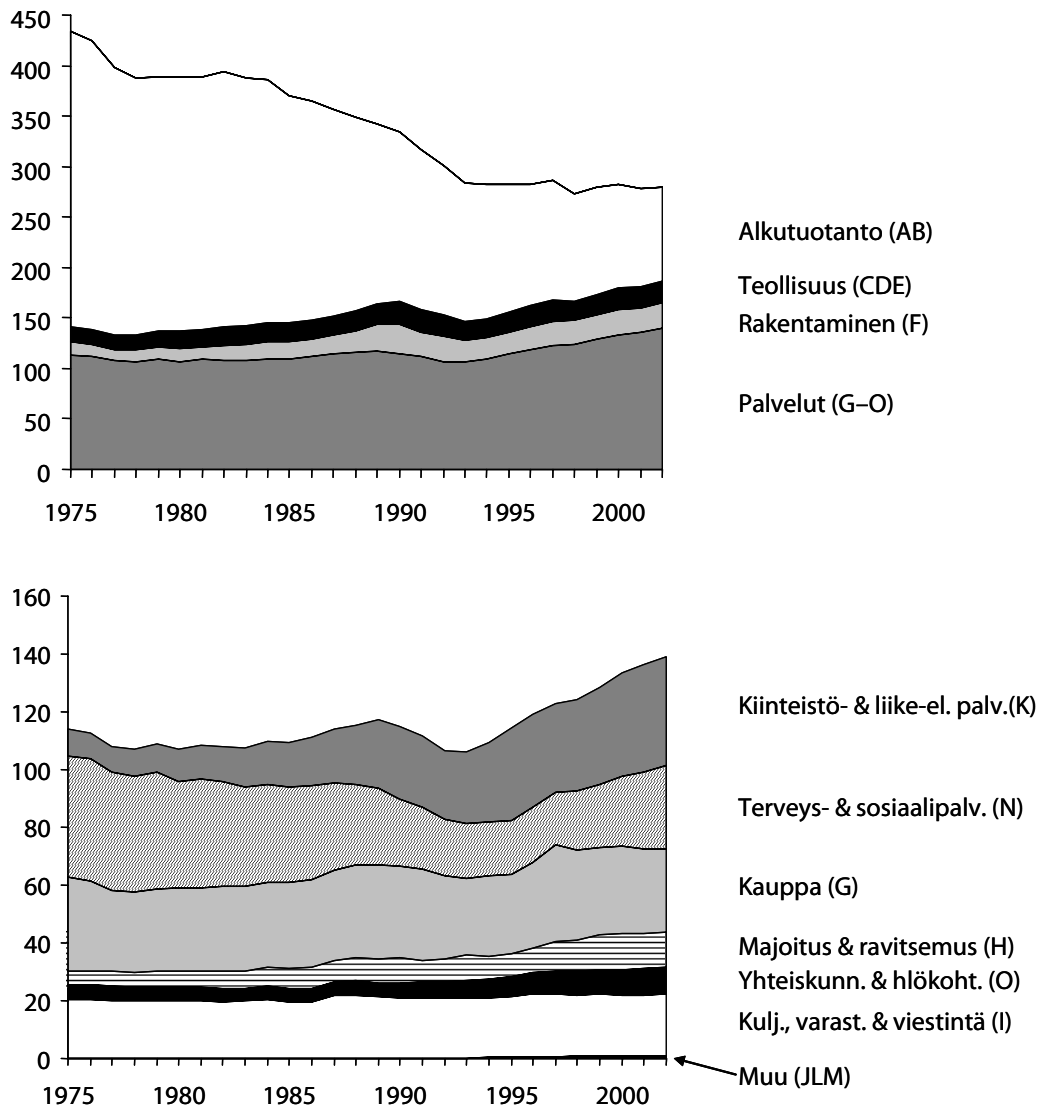 450
400
350
300
250
200
150
100
50
0
1975 1980 1985 1990 1995 2000
Alkutuotanto (AB)
Teollisuus (CDE)
Rakentaminen (F)
Palvelut (G–O)
160
140
120
100
80
60
40
20
0
1975 1980 1985 1990 1995 2000
Kiinteistö- & liike-el. palv.(K)
Terveys- & sosiaalipalv. (N)
Kauppa (G)
Majoitus & ravitsemus (H)
Yhteiskunn. & hlökoht. (O)
Kulj., varast. & viestintä (I)
Muu (JLM)